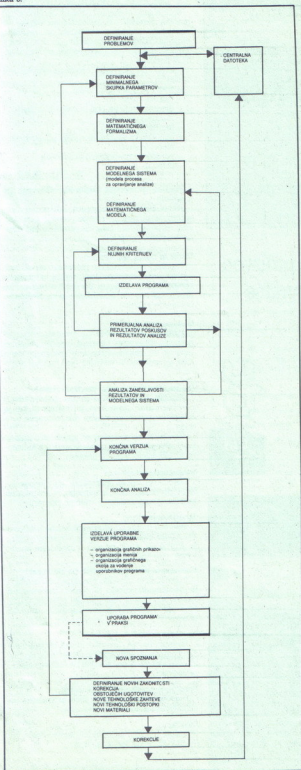 DEFINIRANJE
PROBLEMOV
CENTRALNA
DATOTEKA
DEFINIRANJE
MINIMALNEGA
SKUPKA PARAMETROV
DEFINIRANJE
MATEMATIČNEGA
FORMALIZMA
DEFINIRANJE
MODELNEGA SISTEMA
(modela procesa
za opravljanje analize)
DEFINIRANJE
MATEMATIČNEGA
MODELA
DEFINIRANJE
NUJNIH KRITERIJEV
IZDELAVA PROGRAMA
PRIMERJALNA ANALIZA
REZULTATOV POSKUSOV
IN REZULTATOV ANALIZE
ANALIZA ZANESLJIVOSTI
REZULTATOV IN
MODELNEGA SISTEMA
KONČNA VERZIJA
PROGRAMA
KONČNA ANALIZA
IZDELAVA UPORABNE
VERZIJE PROGRAMA
– organizacija grafičnih prikazov
– organizacija menija
– organizacija grafičnega
okolja za vodenje
uporabnikov programa
UPORABA PROGRAMA
V PRAKSI
NOVA SPOZNANJA
DEFINIRANJE NOVIH ZAKONITOSTI
KOREKCIJA
OBSTOJEČIH UGOTOVITEV
NOVE TEHNOLOŠKE ZAHTEVE
NOVI TEHNOLOŠKI POSTOPKI
NOVI MATERIALI
KOREKCIJE